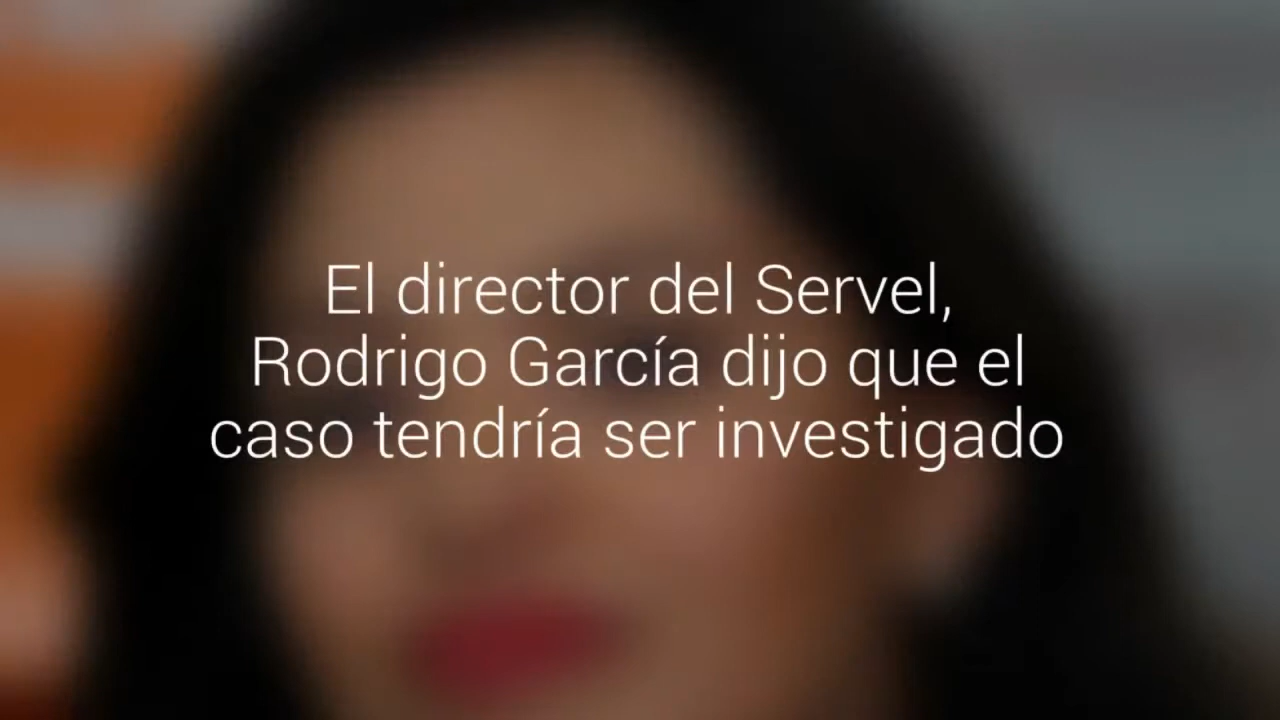 El director del Servel,
Rodrigo García dijo que el
caso tendría ser investigado